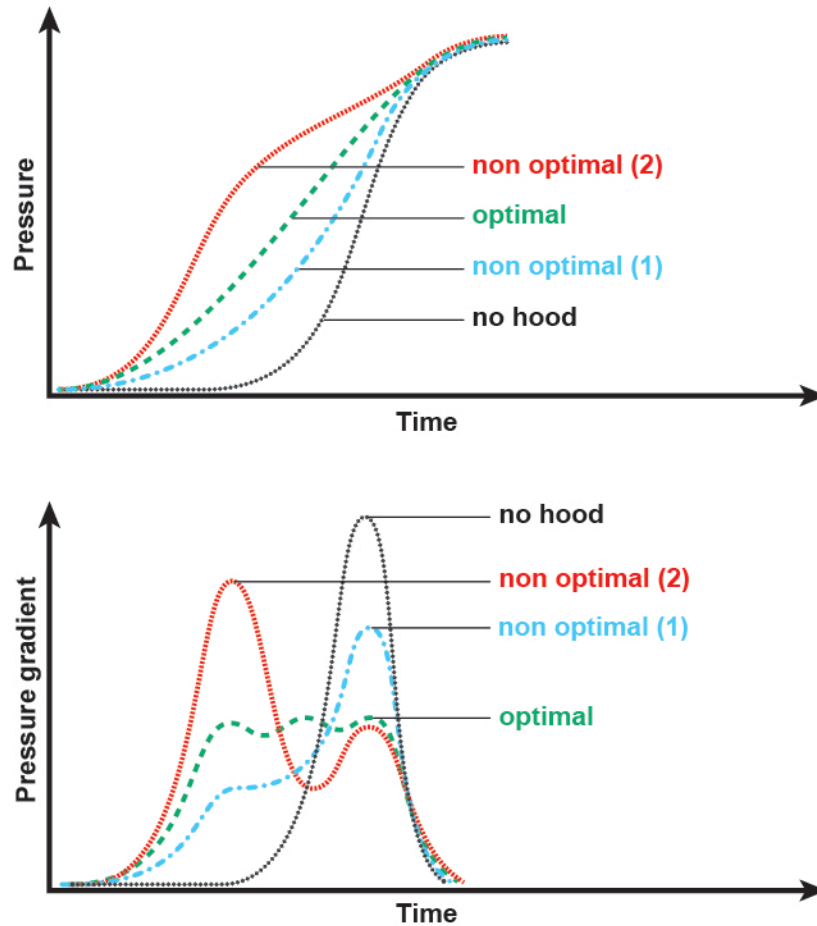 Pressure
non optimal (2)
optimal
non optimal (1)
no hood
Time
Pressure gradient
no hood
non optimal (2)
non optimal (1)
optimal
Time